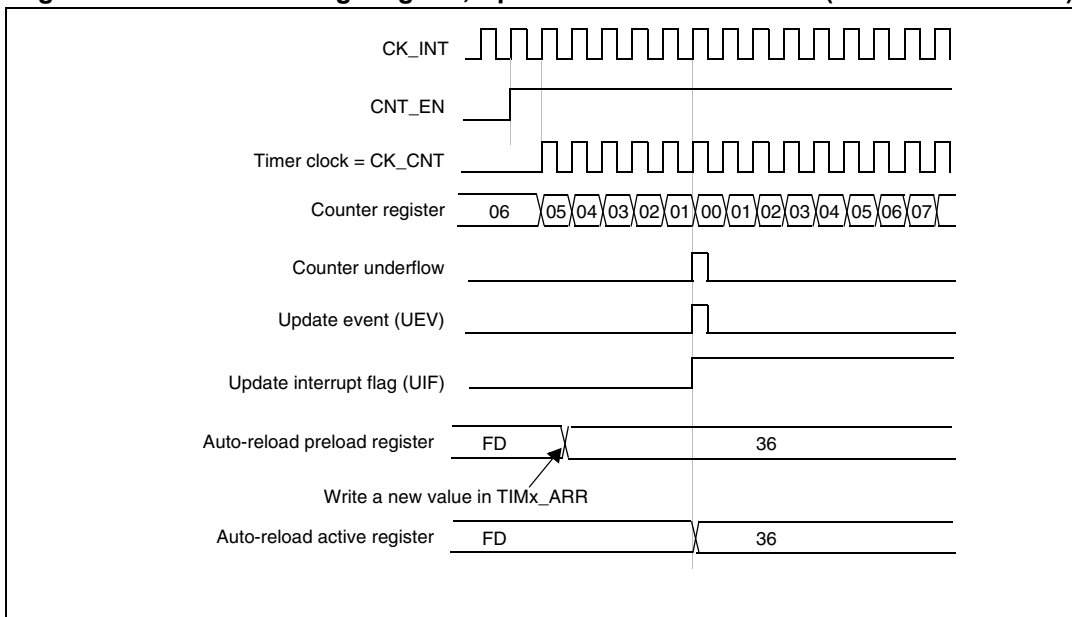 CK_INT
CNT_EN
Timer clock = CK_CNT
Counter register 06 05 04 03 02 01 00 01 02 03 04 05 06 07
Counter underflow
Update event (UEV)
Update interrupt flag (UIF)
Auto-reload preload register FD 36
Write a new value in TIMx_ARR
Auto-reload active register FD 36